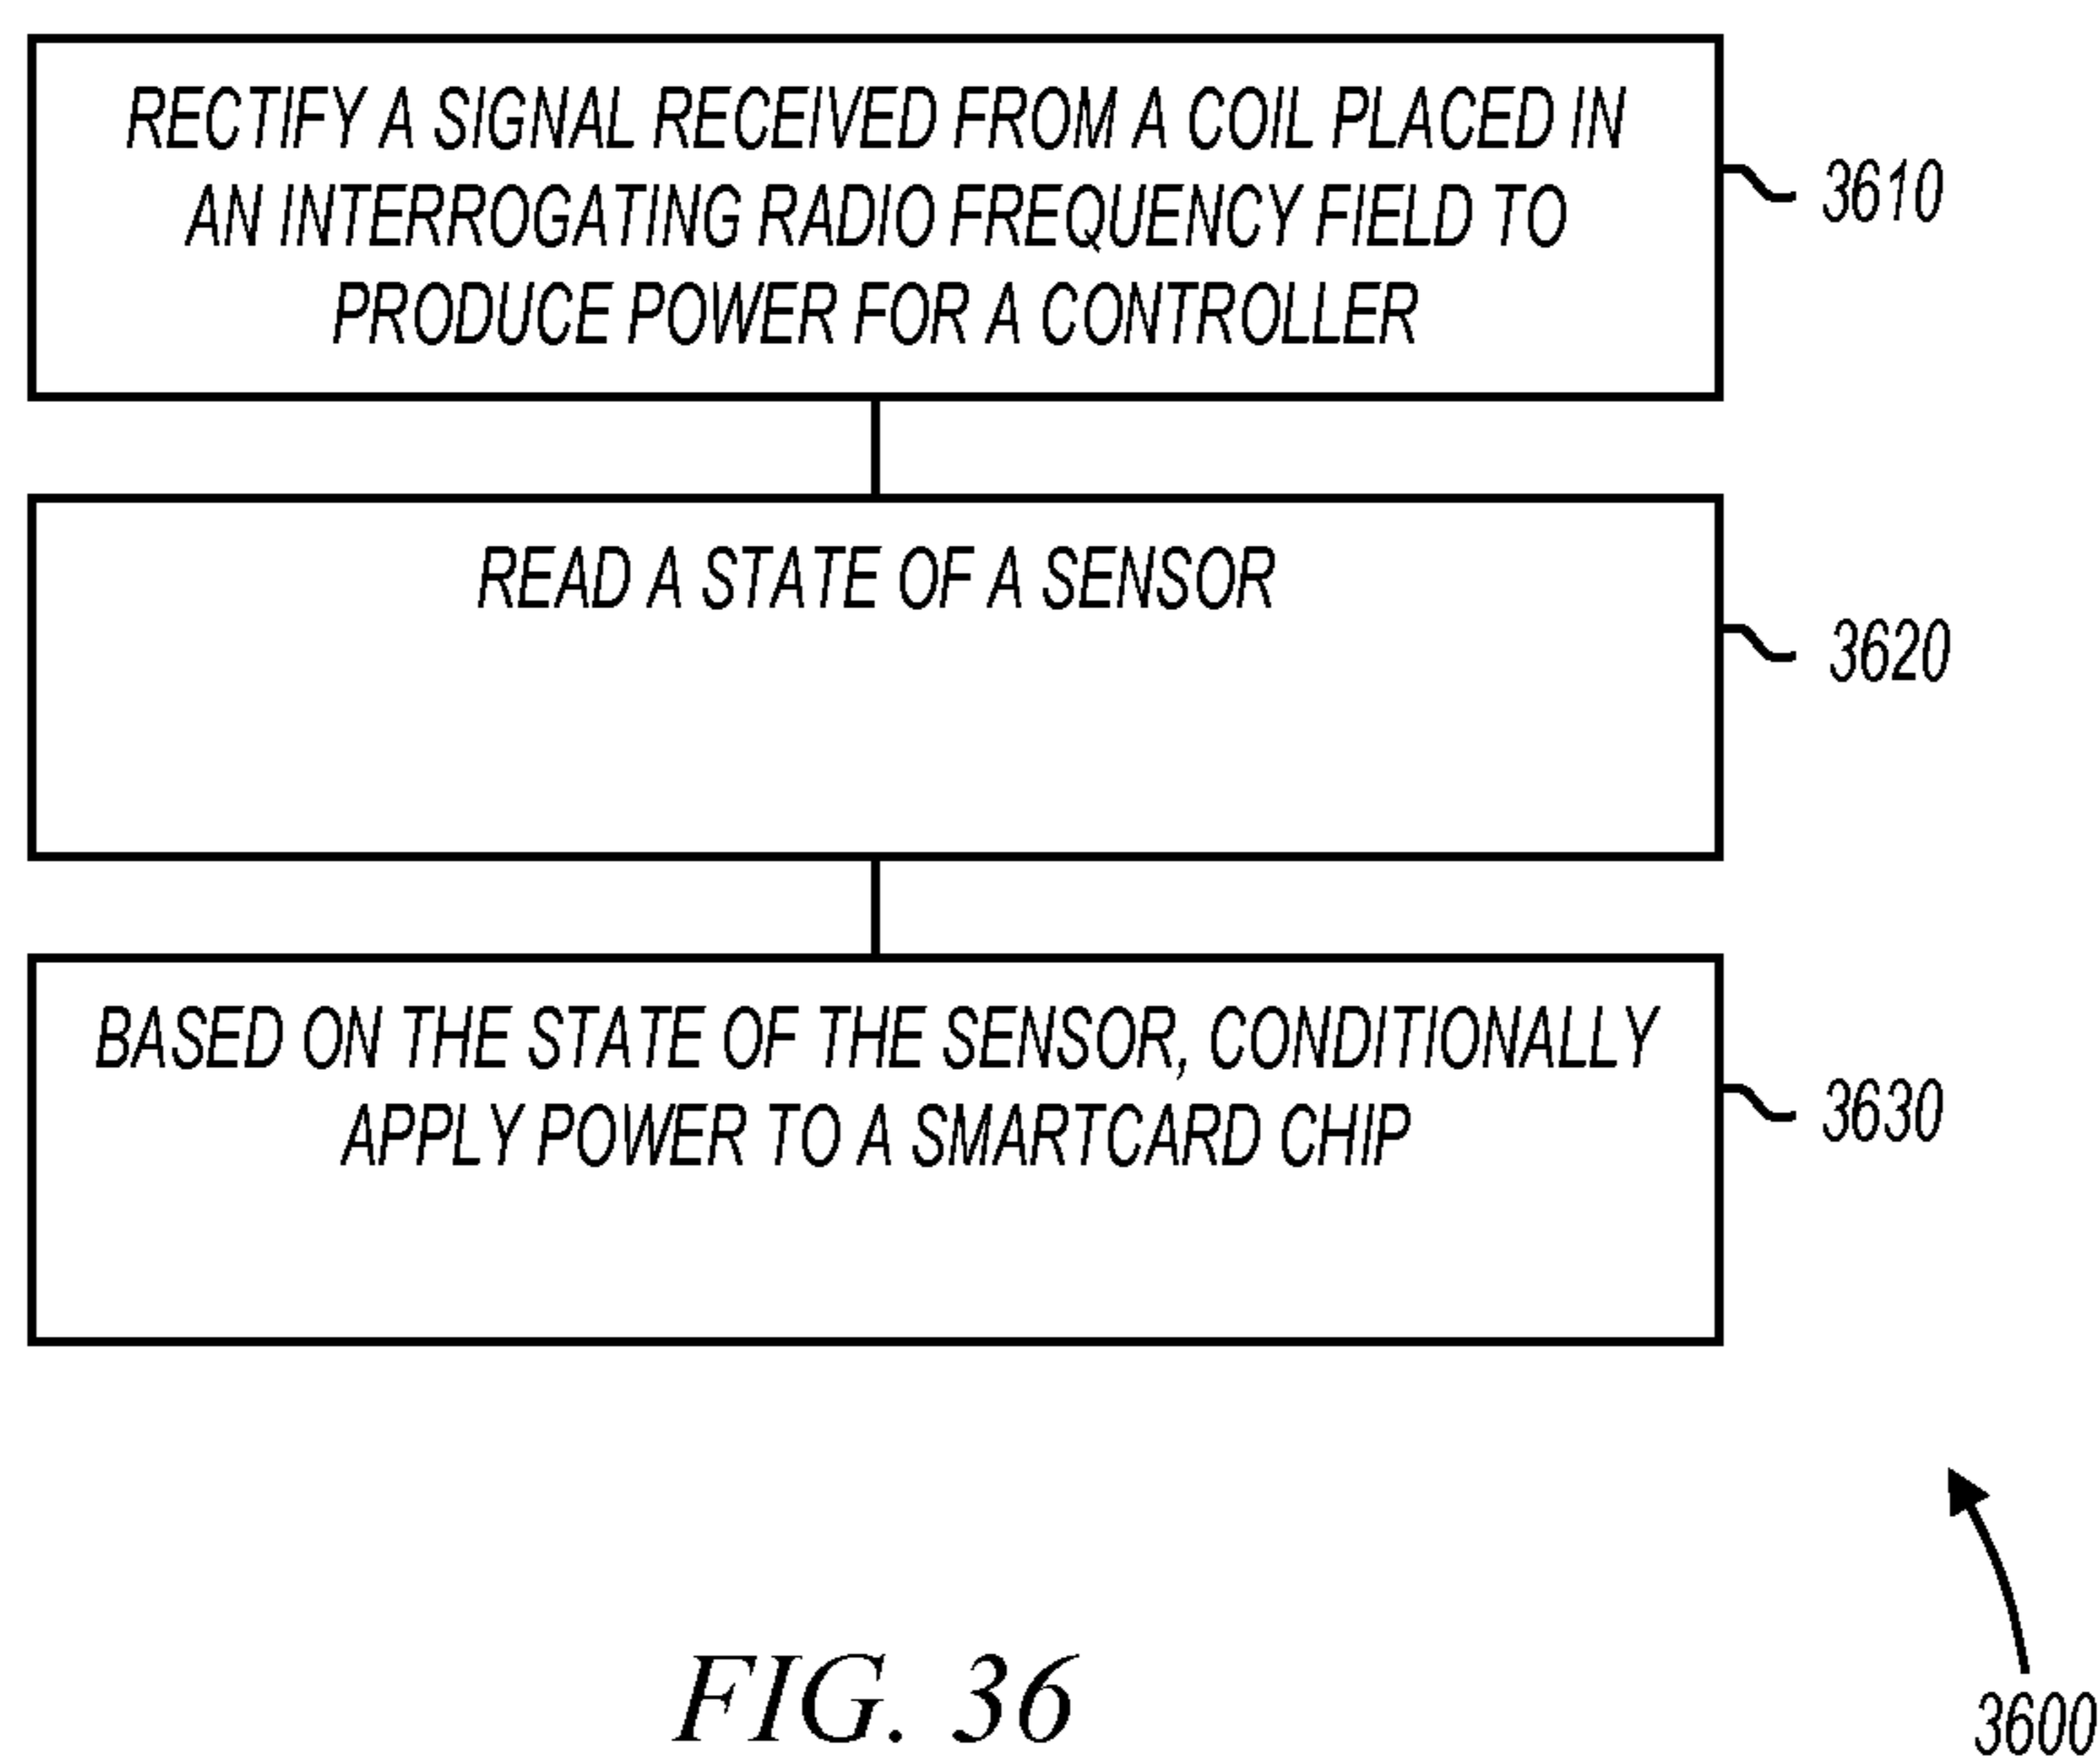 RECTIFY A SIGNAL RECEIVED FROM A COIL PLACED IN
AN INTERROGATING RADIO FREQUENCY FIELD TO
PRODUCE POWER FOR A CONTROLLER
3610
READ A STATE OF A SENSOR
3620
BASED ON THE STATE OF THE SENSOR, CONDITIONALLY
APPLY POWER TO A SMARTCARD CHIP
3630
FIG. 36
3600